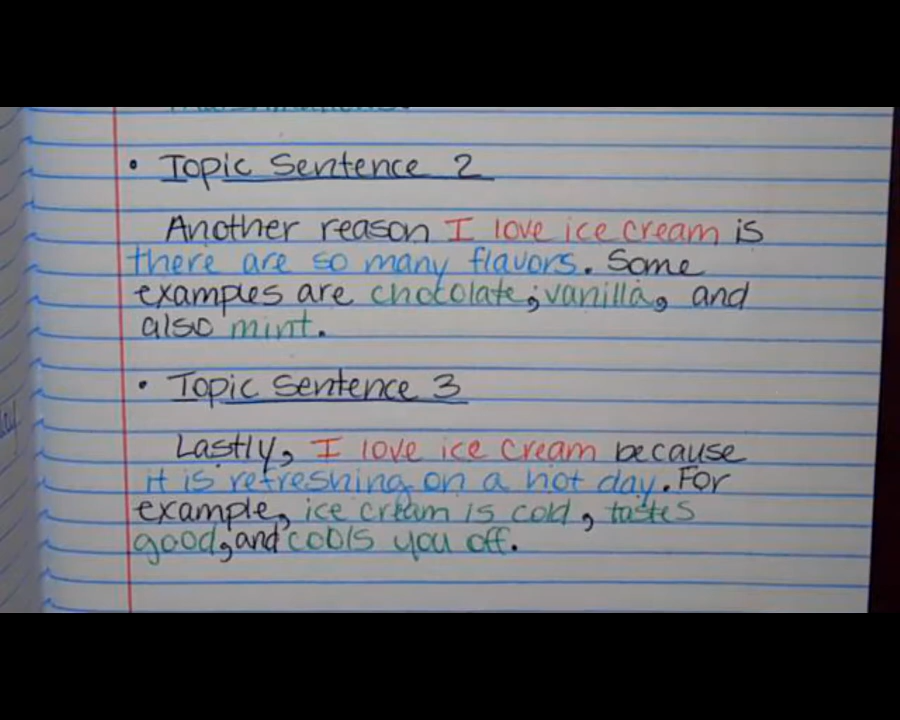 • Topic Sentence 2
Another reason I love ice cream is
there are so many flavors. Some
examples are chocolate, vanilla, and
also mint.
• Topic Sentence 3
Lastly, I love ice cream because
it is refreshing on a hot day. For
example, ice cream is cold, tastes
good, and cools you off.